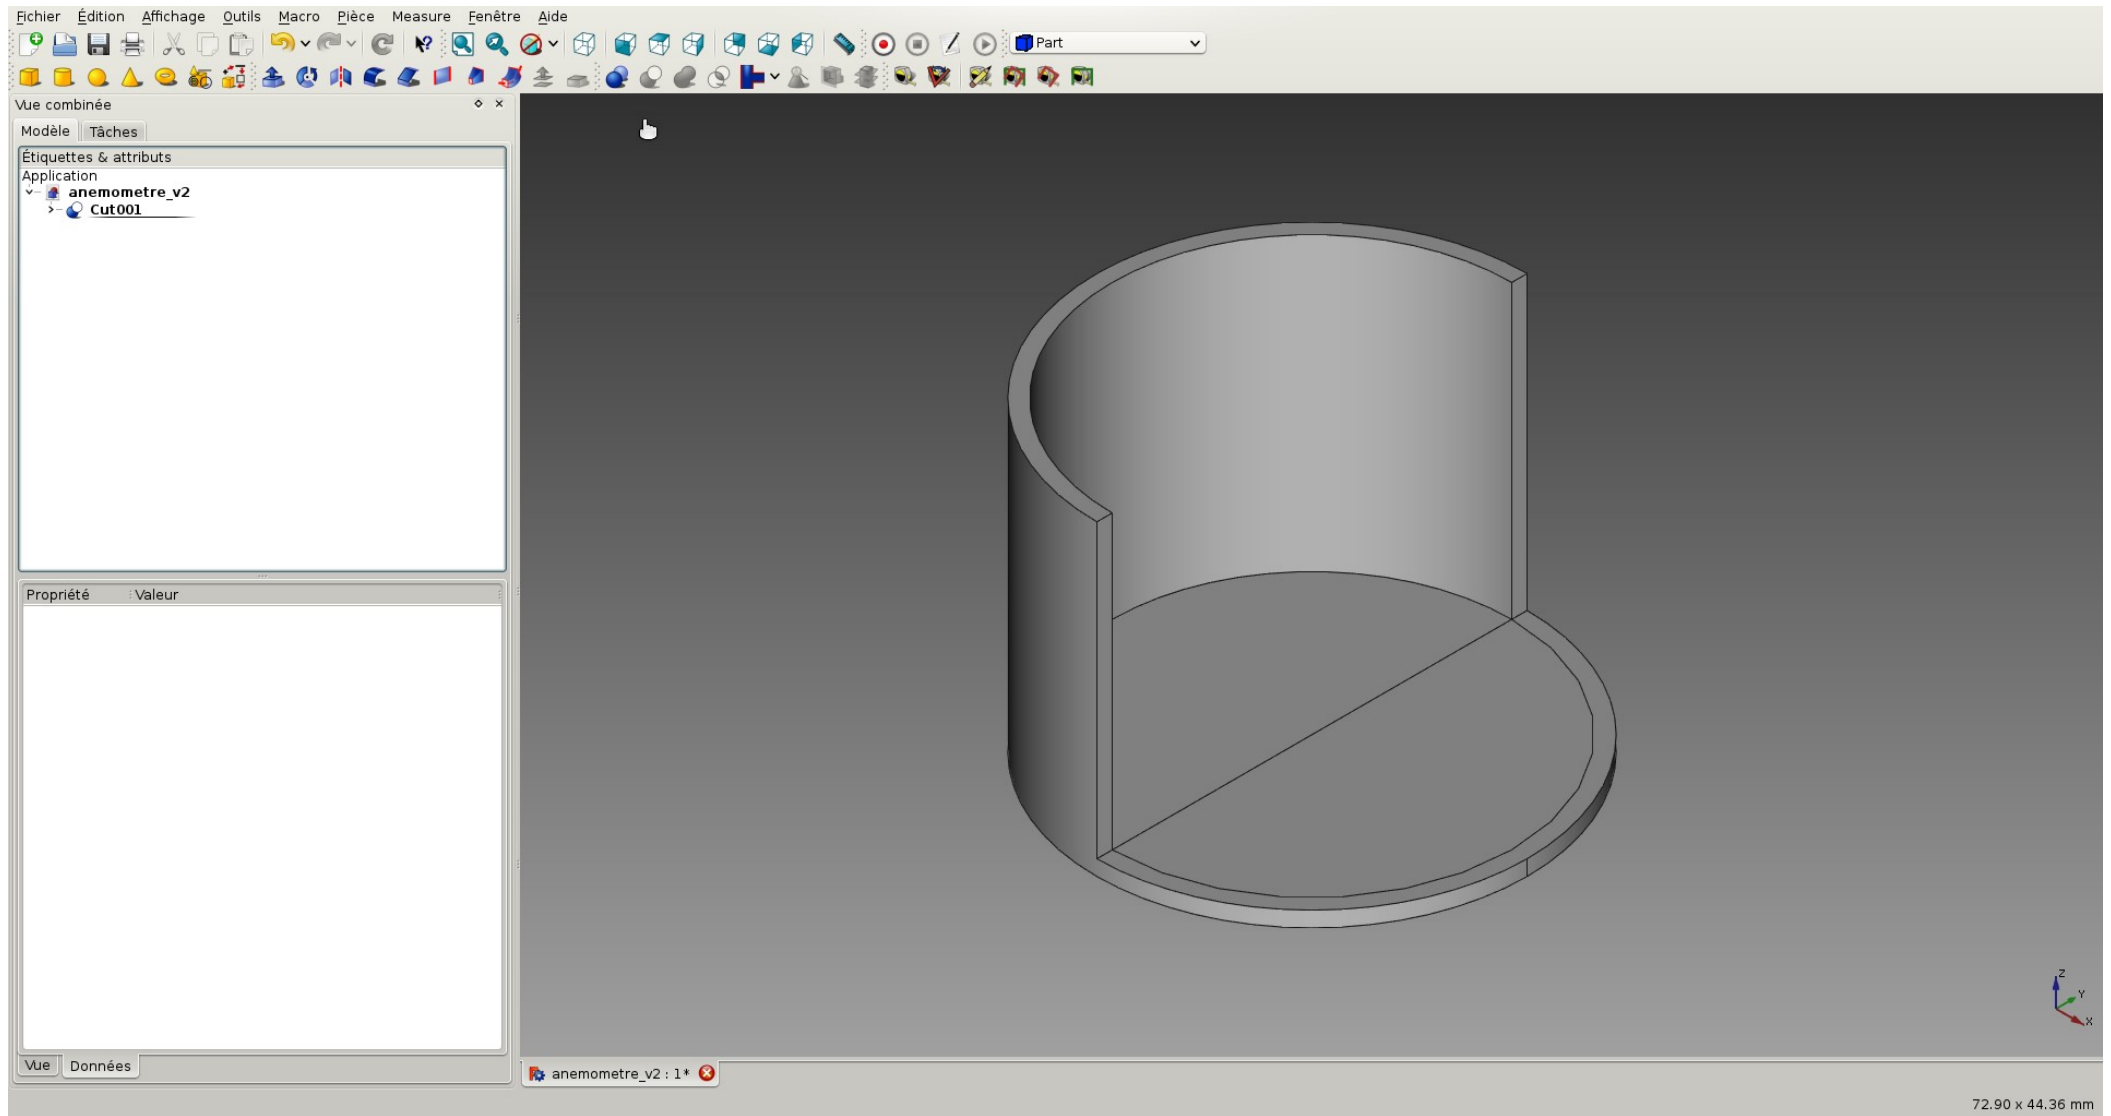 Fichier Édition Affichage Outils Macro Pièce Measure Fenêtre Aide
Part
Vue combinée
Modèle Tâches
Étiquettes & attributs
Application
anemometre_v2
Cut001
Propriété Valeur
Vue Données
anemometre_v2 : 1*
Z
Y
X
72.90 x 44.36 mm